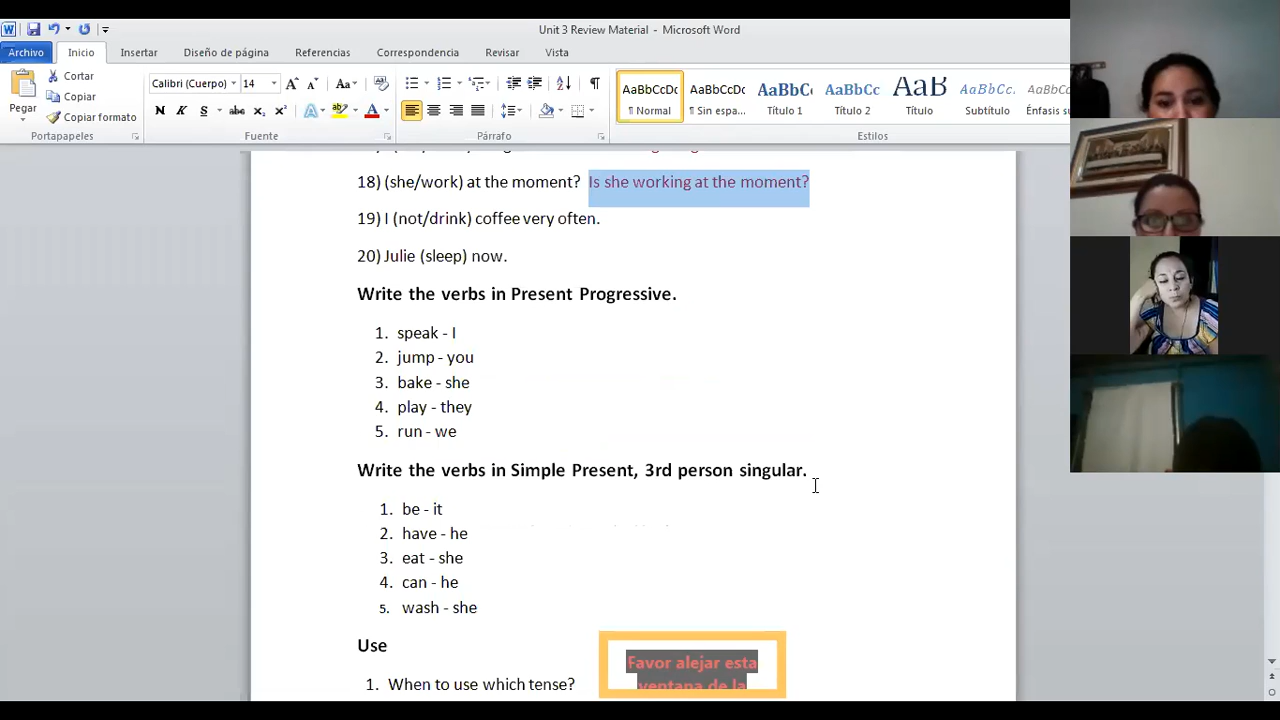 Unit 3 Review Material - Microsoft Word
Archivo Inicio Insertar Diseño de página Referencias Correspondencia Revisar Vista
Cortar
Copiar
Copiar formato
Pegar
Portapapeles
Calibri (Cuerpo) 14
Fuente
Párrafo
AaBbCcDc AaBbCcDc AaBbC AaBbCc AaB AaBbCc. AaBbCcDc
¶ Normal ¶ Sin espa... Título 1 Título 2 Título Subtítulo Énfasis su
Estilos
18) (she/work) at the moment? Is she working at the moment?
19) I (not/drink) coffee very often.
20) Julie (sleep) now.
Write the verbs in Present Progressive.
1. speak - I
2. jump - you
3. bake - she
4. play - they
5. run - we
Write the verbs in Simple Present, 3rd person singular.
1. be - it
2. have - he
3. eat - she
4. can - he
5. wash - she
Use
1. When to use which tense?
Favor alejar esta
ventana de la